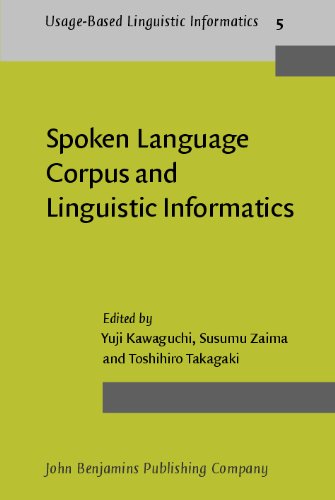 Usage-Based Linguistic Informatics 5
Spoken Language
Corpus and
Linguistic Informatics
Edited by
Yuji Kawaguchi, Susumu Zaima
and Toshihiro Takagaki
John Benjamins Publishing Company